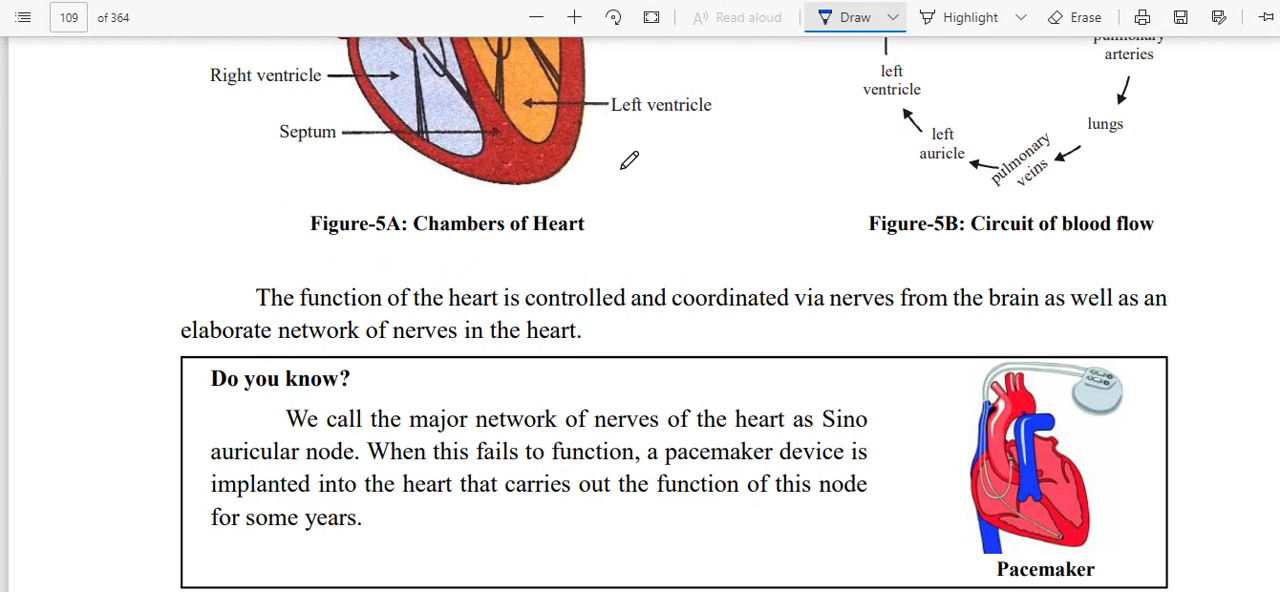 109 of 364 Read aloud Draw Highlight Erase
Right ventricle
Left ventricle
Septum
pulmonary
arteries
left
ventricle
lungs
left
auricle
pulmonary
veins
Figure-5A: Chambers of Heart
Figure-5B: Circuit of blood flow
The function of the heart is controlled and coordinated via nerves from the brain as well as an
elaborate network of nerves in the heart.
Do you know?
We call the major network of nerves of the heart as Sino
auricular node. When this fails to function, a pacemaker device is
implanted into the heart that carries out the function of this node
for some years.
Pacemaker